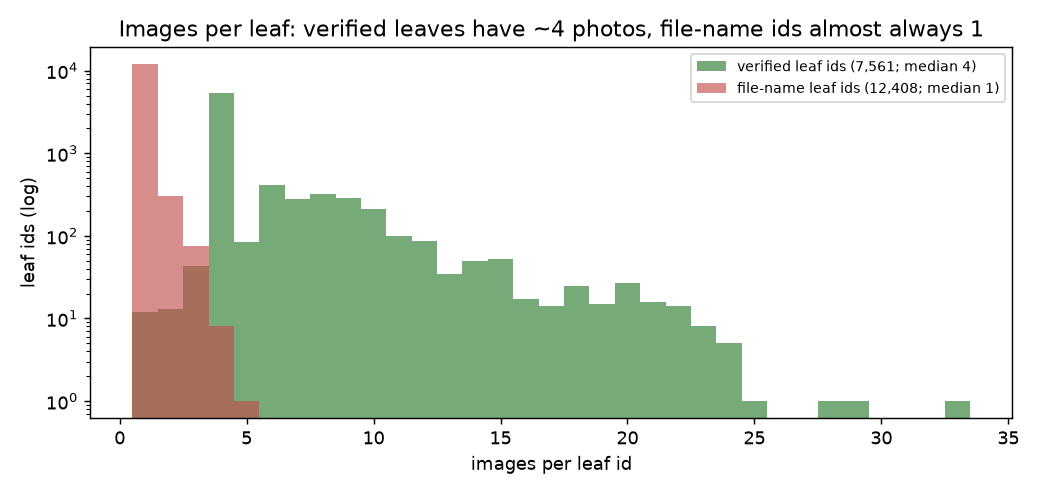 Images per leaf: verified leaves have ~4 photos, file-name ids almost always 1
verified leaf ids (7,561; median 4)
file-name leaf ids (12,408; median 1)
leaf ids (log)
10⁴
10³
10²
10¹
10⁰
0 5 10 15 20 25 30 35
images per leaf id